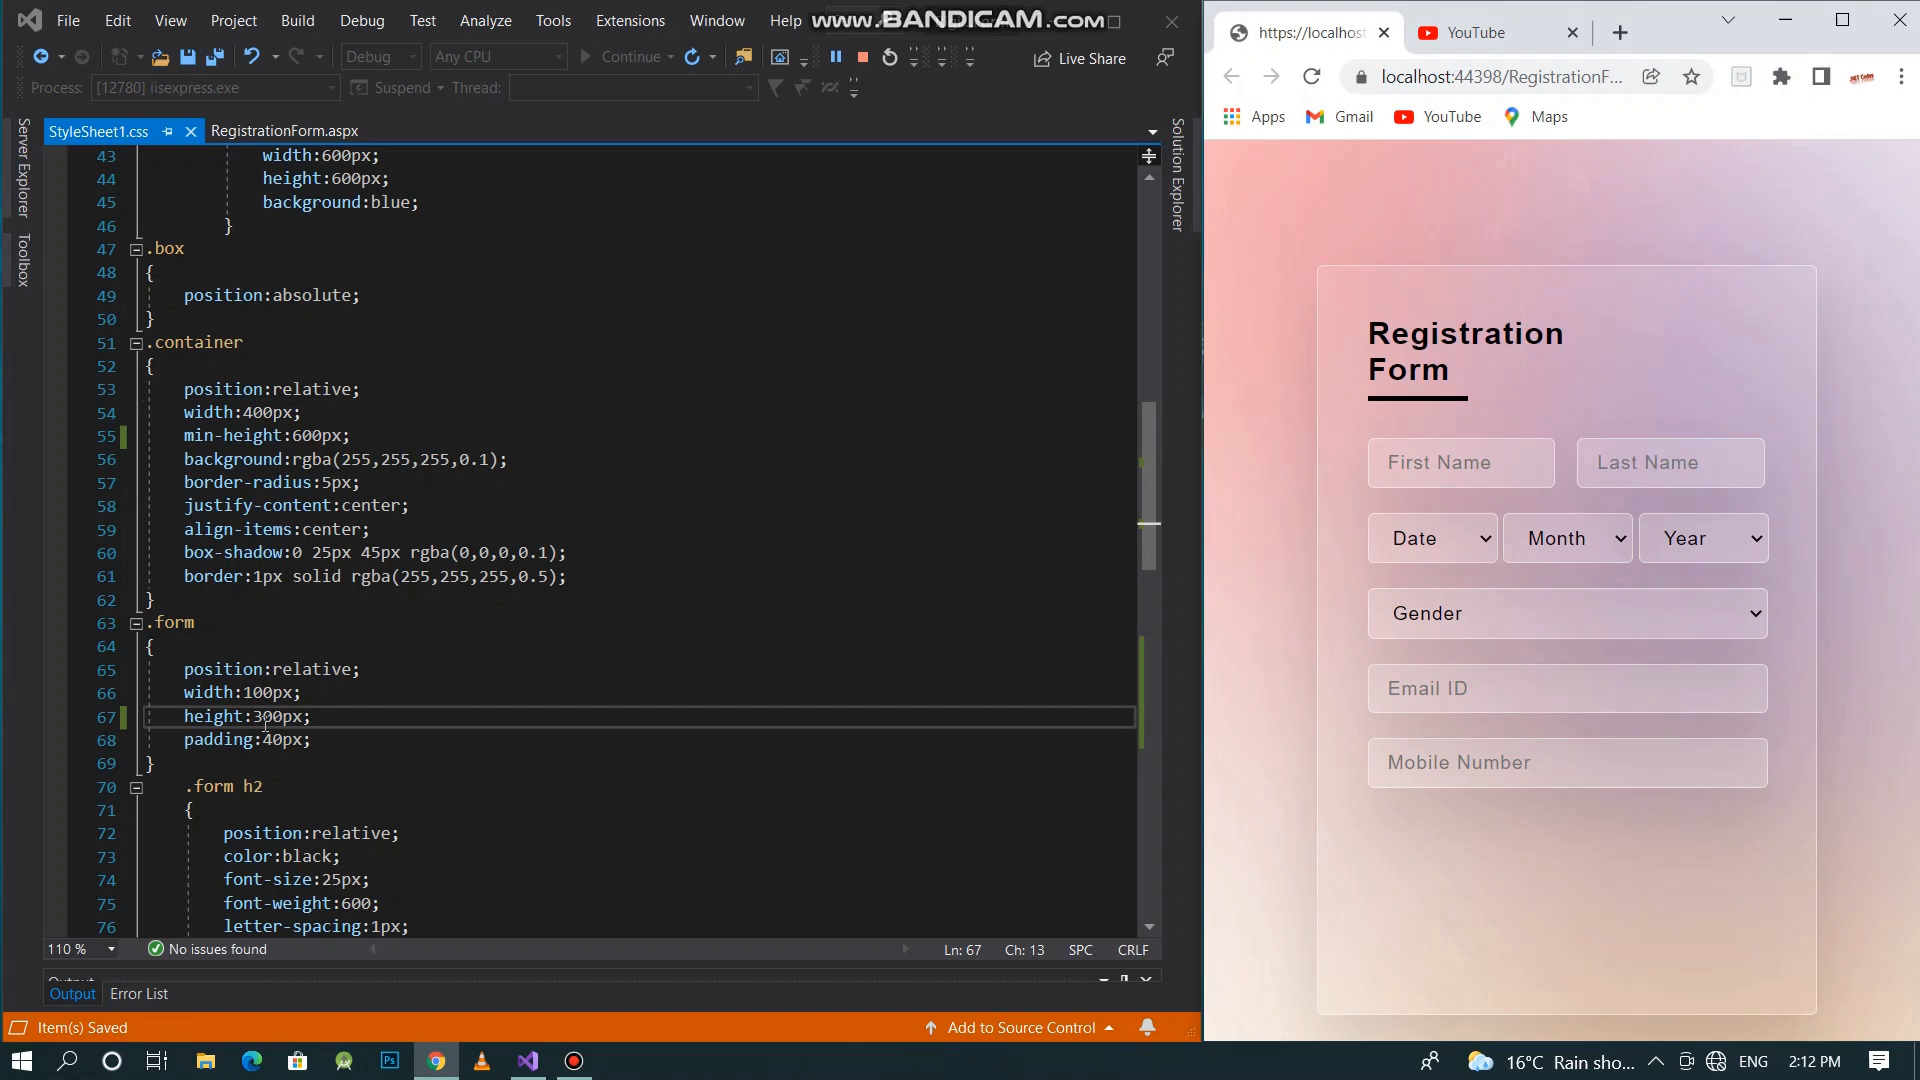 File Edit View Project Build Debug Test Analyze Tools Extensions Window Help
www.BANDICAM.com
Debug Any CPU Continue Live Share
Process: [12780] iisexpress.exe Suspend Thread:
StyleSheet1.css RegistrationForm.aspx
Server Explorer
Toolbox
Solution Explorer
43 width:600px;
44 height:600px;
45 background:blue;
46 }
47 .box
48 {
49 position:absolute;
50 }
51 .container
52 {
53 position:relative;
54 width:400px;
55 min-height:600px;
56 background:rgba(255,255,255,0.1);
57 border-radius:5px;
58 justify-content:center;
59 align-items:center;
60 box-shadow:0 25px 45px rgba(0,0,0,0.1);
61 border:1px solid rgba(255,255,255,0.5);
62 }
63 .form
64 {
65 position:relative;
66 width:100px;
67 height:300px;
68 padding:40px;
69 }
70 .form h2
71 {
72 position:relative;
73 color:black;
74 font-size:25px;
75 font-weight:600;
76 letter-spacing:1px;
110 % No issues found Ln: 67 Ch: 13 SPC CRLF
Output
Output Error List
Item(s) Saved Add to Source Control
https://localhost YouTube
localhost:44398/RegistrationF...
Apps Gmail YouTube Maps
Registration
Form
First Name Last Name
Date Month Year
Gender
Email ID
Mobile Number
Ps
16°C Rain sho... ENG 2:12 PM